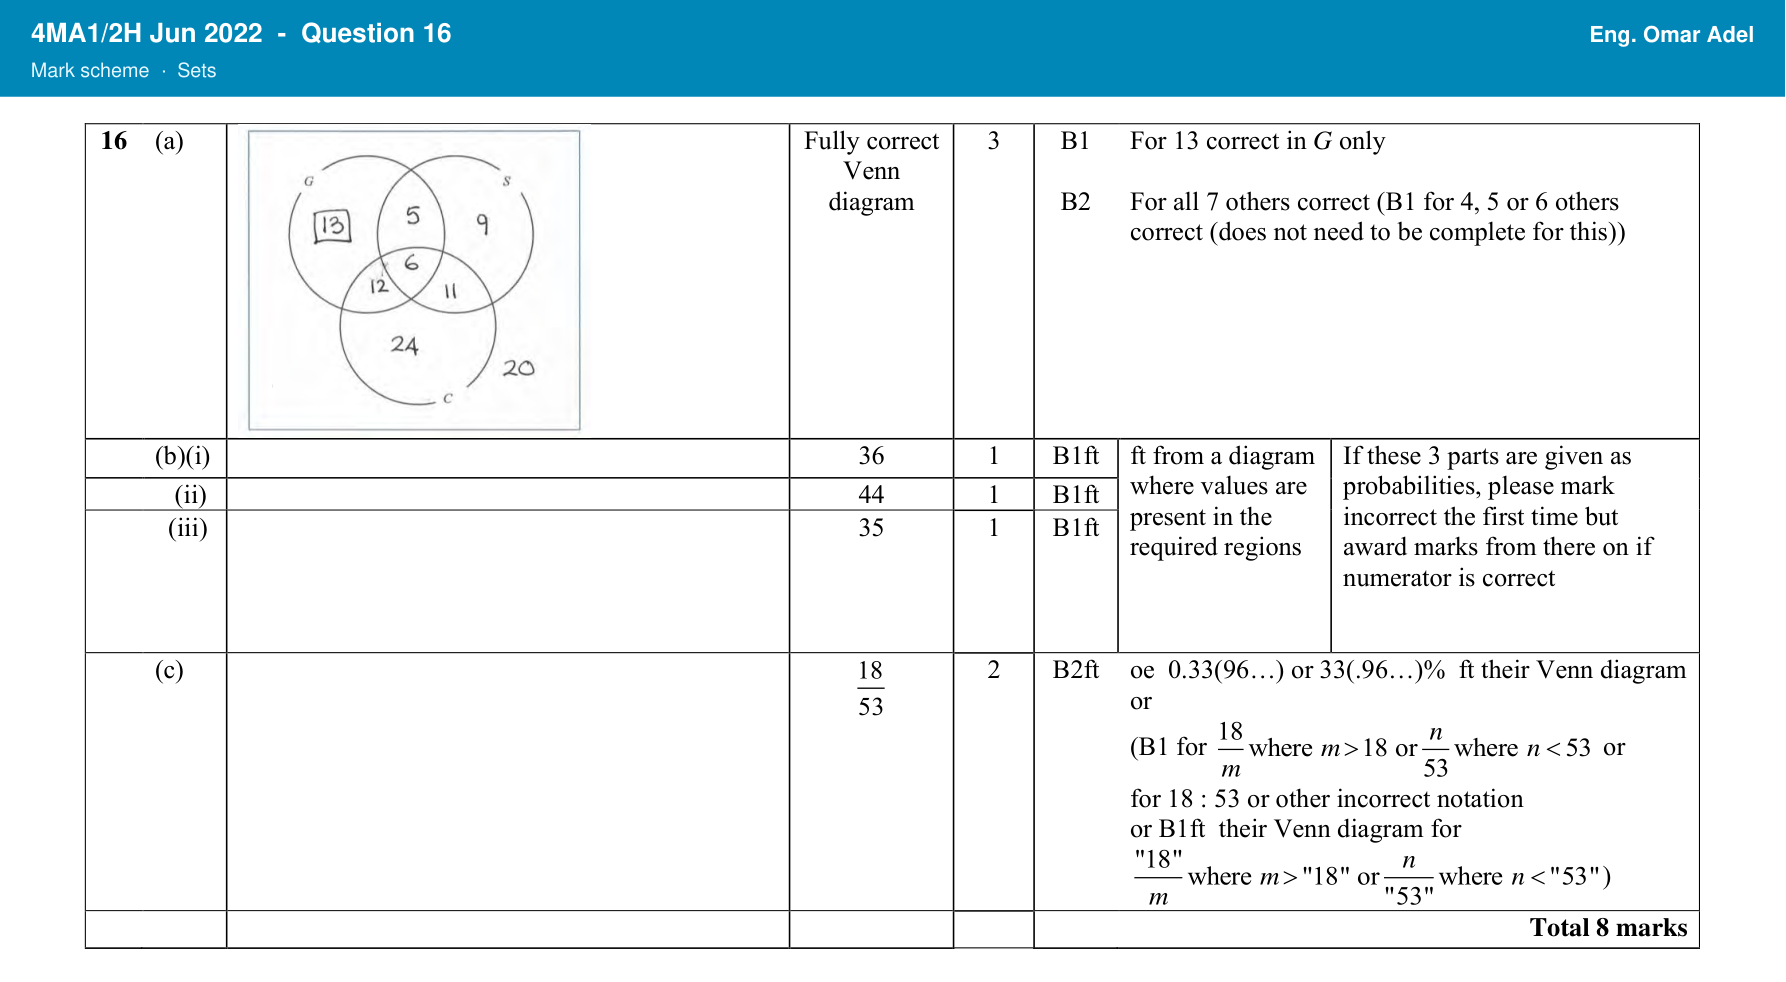 4MA1/2H Jun 2022 - Question 16
Eng. Omar Adel
Mark scheme · Sets
16 (a)
G
S
13
5
9
6
12
11
24
20
C
Fully correct
Venn
diagram
3
B1 For 13 correct in G only
B2 For all 7 others correct (B1 for 4, 5 or 6 others
correct (does not need to be complete for this))
(b)(i) 36 1 B1ft
(ii) 44 1 B1ft
(iii) 35 1 B1ft
ft from a diagram
where values are
present in the
required regions
If these 3 parts are given as
probabilities, please mark
incorrect the first time but
award marks from there on if
numerator is correct
(c)
18
53
2
B2ft oe 0.33(96…) or 33(.96…)% ft their Venn diagram
or
(B1 for 18/m where m > 18 or n/53 where n < 53 or
for 18 : 53 or other incorrect notation
or B1ft their Venn diagram for
"18"/m where m > "18" or n/"53" where n < "53")
Total 8 marks